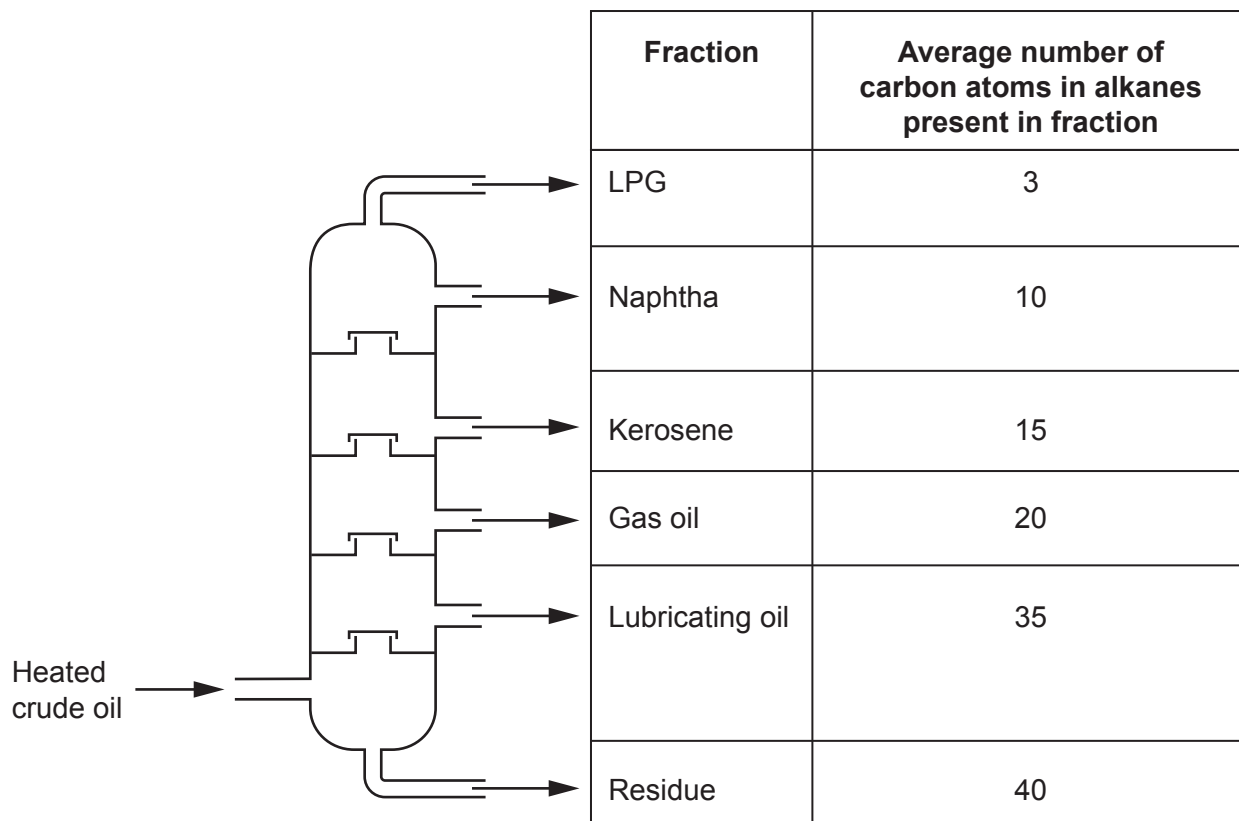 Fraction
Average number of
carbon atoms in alkanes
present in fraction
LPG 3
Naphtha 10
Kerosene 15
Gas oil 20
Lubricating oil 35
Heated
crude oil
Residue 40